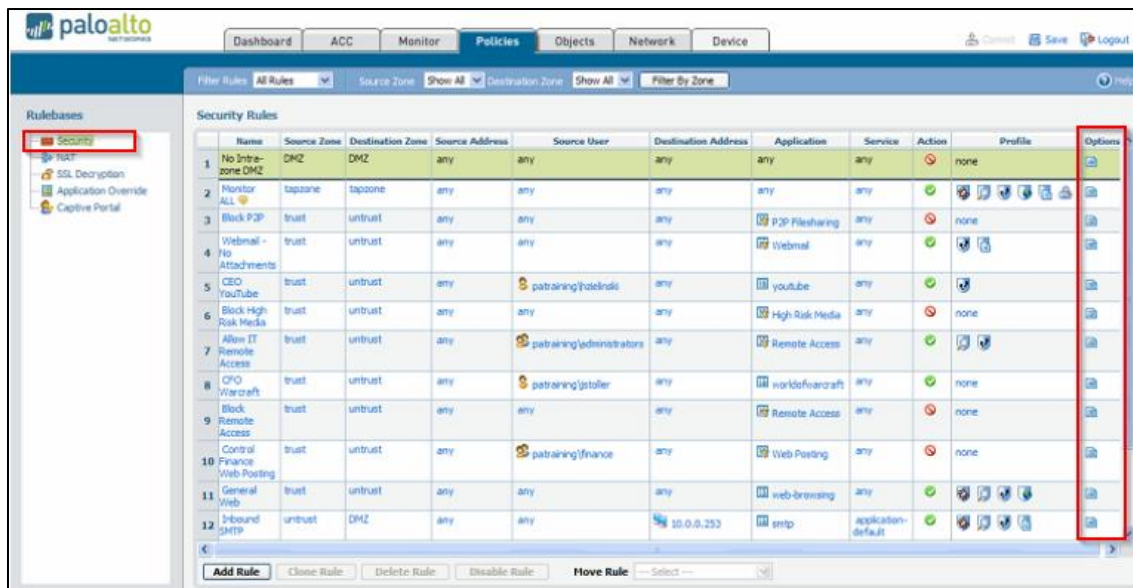 paloalto
NETWORKS
Dashboard ACC Monitor Policies Objects Network Device
Commit Save Logout
Filter Rules All Rules Source Zone Show All Destination Zone Show All Filter By Zone Help
Rulebases
Security
NAT
SSL Decryption
Application Override
Captive Portal
Security Rules
Name Source Zone Destination Zone Source Address Source User Destination Address Application Service Action Profile Options
1 No Intra-zone DMZ DMZ DMZ any any any any any none
2 Monitor ALL tapzone tapzone any any any any any
3 Block P2P trust untrust any any any P2P Filesharing any none
4 Webmail - No Attachments trust untrust any any any Webmail any
5 CEO YouTube trust untrust any patraining\hzielinski any youtube any
6 Block High Risk Media trust untrust any any any High Risk Media any none
7 Allow IT Remote Access trust untrust any patraining\administrators any Remote Access any
8 CFO Warcraft trust untrust any patraining\jstoller any worldofwarcraft any none
9 Block Remote Access trust untrust any any any Remote Access any none
10 Control Finance Web Posting trust untrust any patraining\finance any Web Posting any none
11 General Web trust untrust any any any web-browsing any
12 Inbound SMTP untrust DMZ any any 10.0.0.253 smtp application-default
Add Rule Clone Rule Delete Rule Disable Rule Move Rule --- Select ---